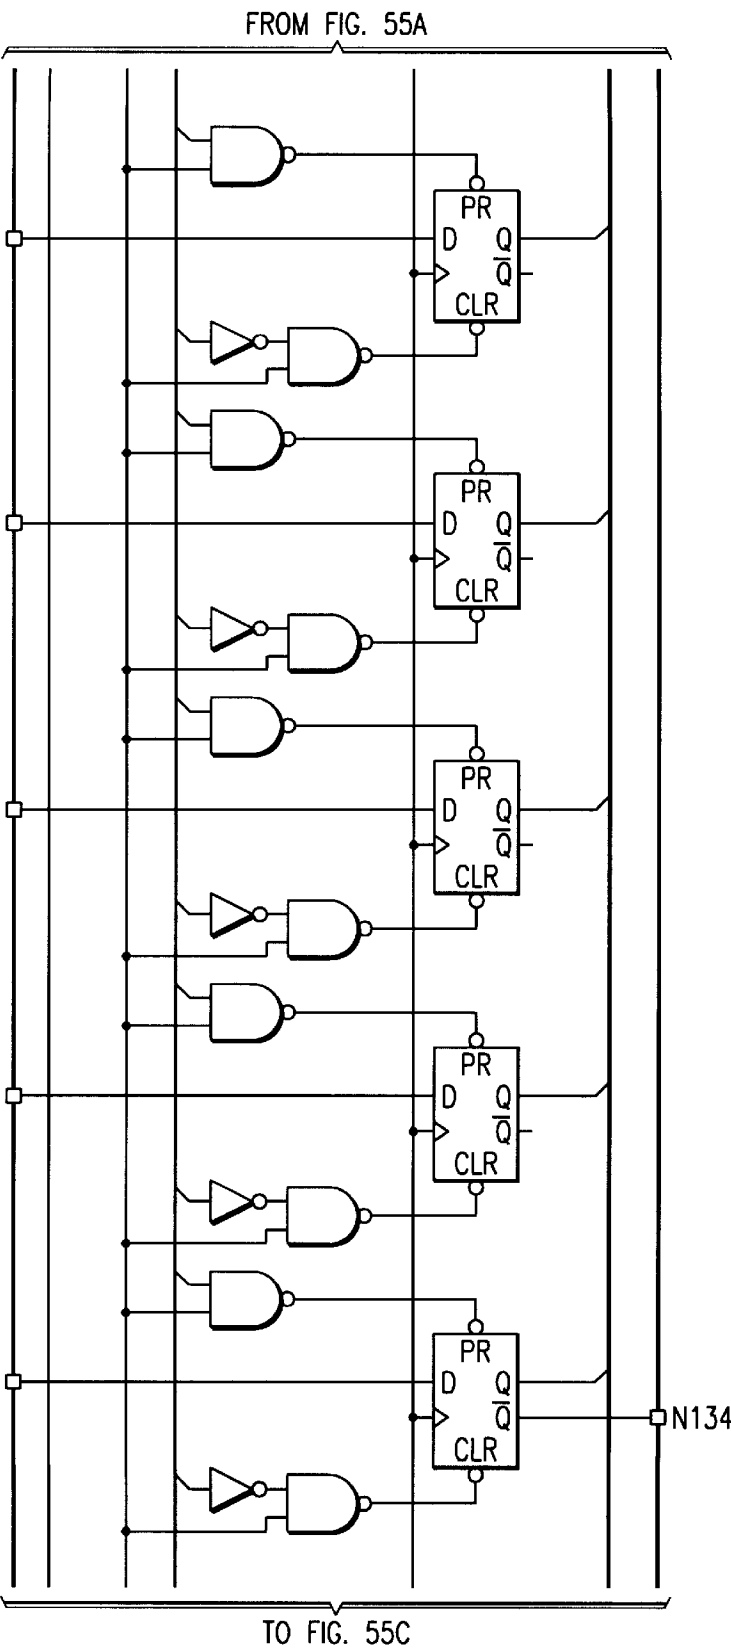 FROM FIG. 55A
PR
D Q
Q̅
CLR
PR
D Q
Q̅
CLR
PR
D Q
Q̅
CLR
PR
D Q
Q̅
CLR
PR
D Q
Q̅ N134
CLR
TO FIG. 55C